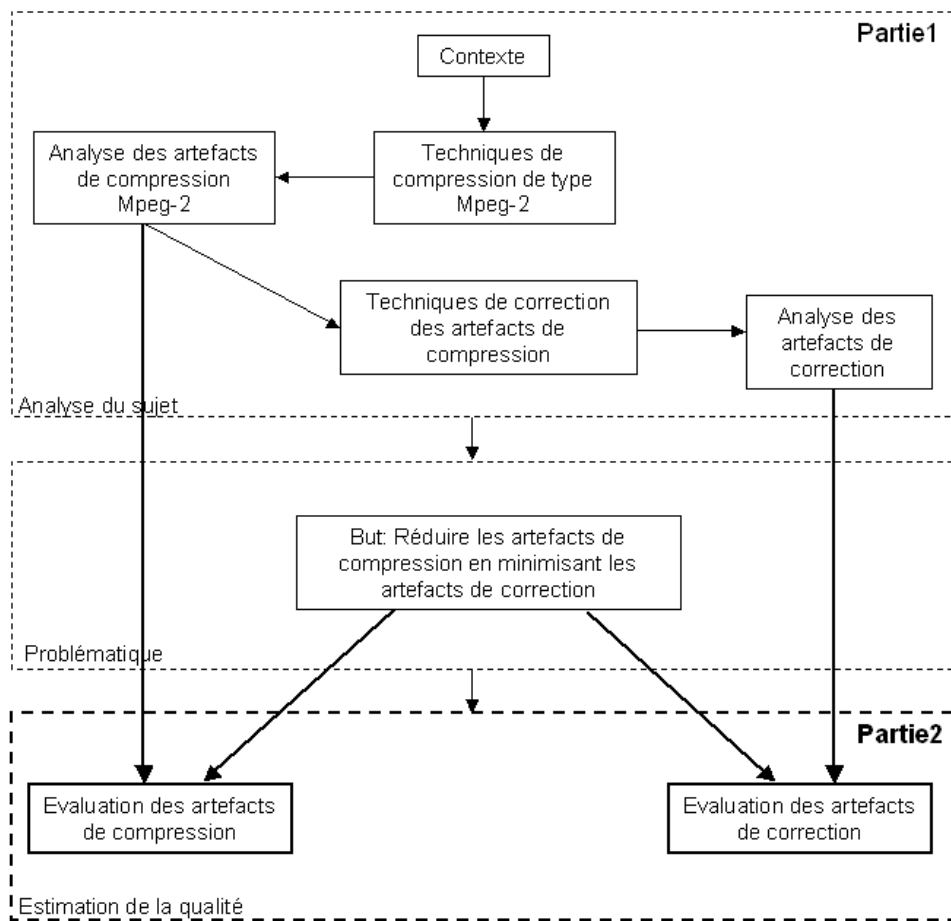 Partie1
Contexte
Analyse des artefacts
de compression
Mpeg-2
Techniques de
compression de type
Mpeg-2
Techniques de correction
des artefacts de
compression
Analyse des
artefacts de
correction
Analyse du sujet
But: Réduire les artefacts de
compression en minimisant les
artefacts de correction
Problématique
Partie2
Evaluation des artefacts
de compression
Evaluation des artefacts
de correction
Estimation de la qualité